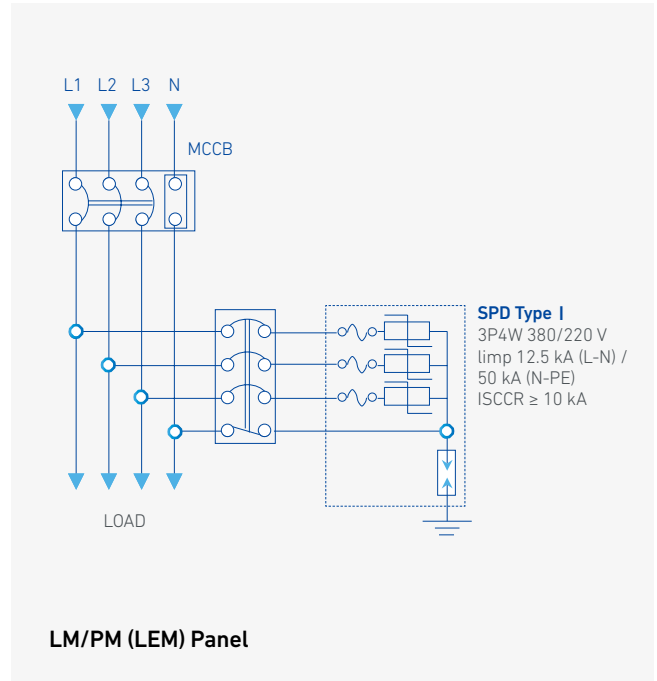 L1 L2 L3 N
MCCB
SPD Type I
3P4W 380/220 V
limp 12.5 kA (L-N) /
50 kA (N-PE)
ISCCR ≥ 10 kA
LOAD
LM/PM (LEM) Panel